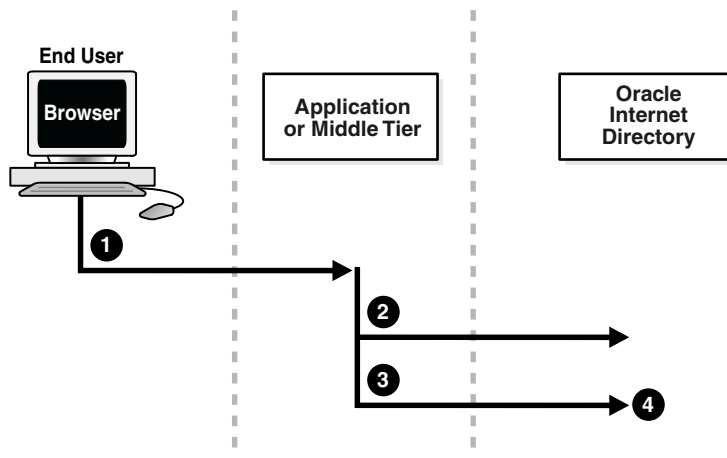 End User
Browser
Application
or Middle Tier
Oracle
Internet
Directory
1
2
3
4